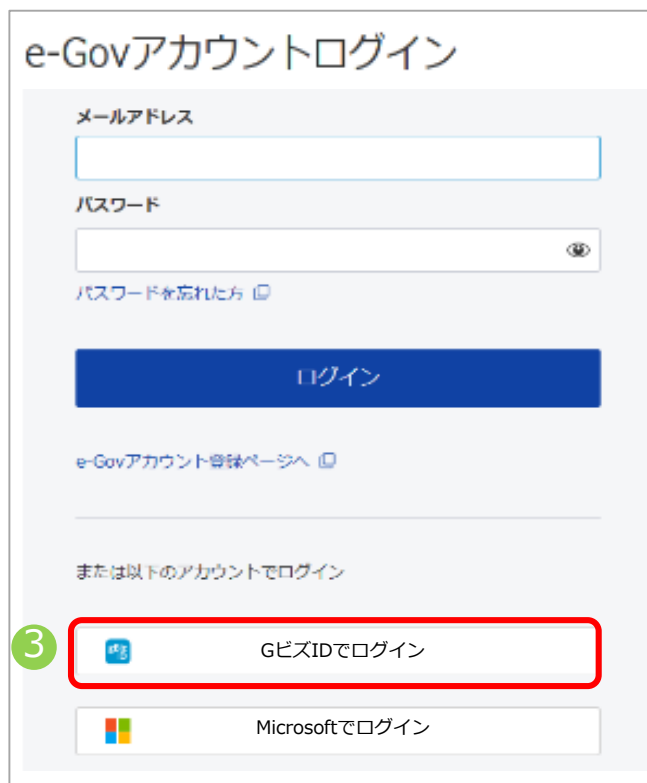 e-Govアカウントログイン
メールアドレス
パスワード
パスワードを忘れた方
ログイン
e-Govアカウント登録ページへ
または以下のアカウントでログイン
3
GビズIDでログイン
Microsoftでログイン